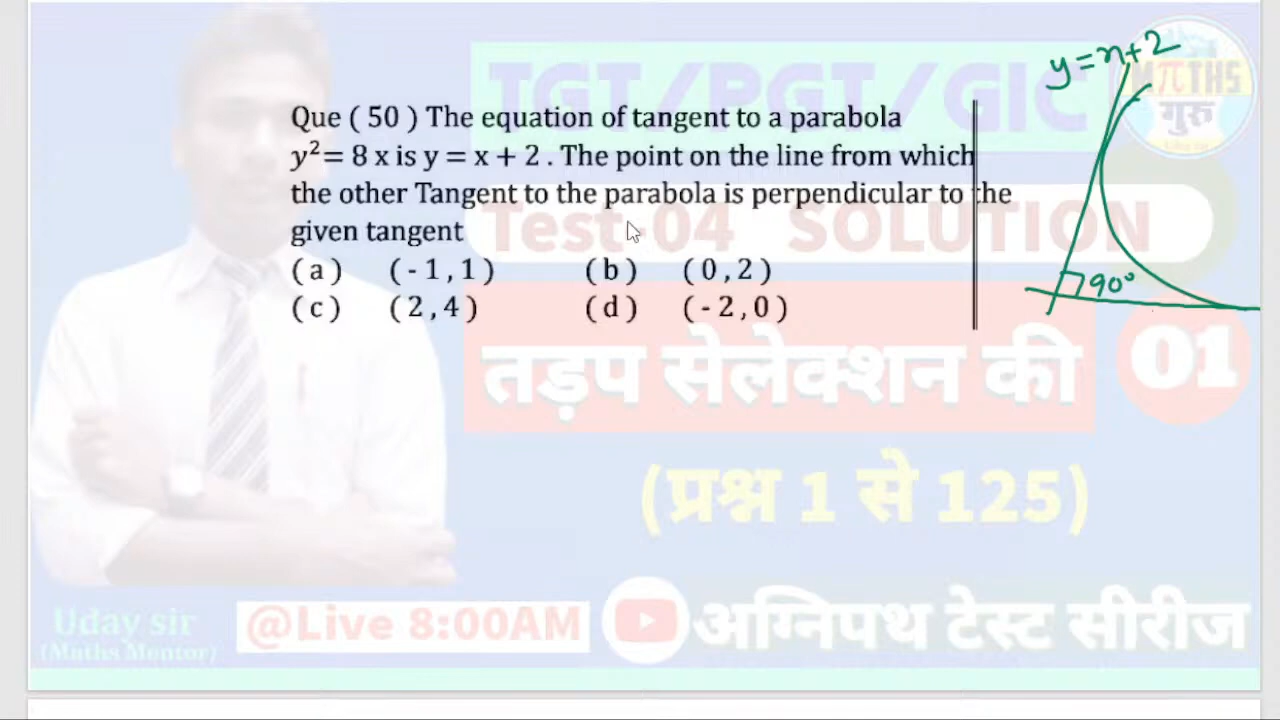 TGT/PGT/GIC
y=x+2
MπTHS
गुरु
Que ( 50 ) The equation of tangent to a parabola
y²= 8 x is y = x + 2 . The point on the line from which
the other Tangent to the parabola is perpendicular to the
given tangent
Test-04 SOLUTION
( a ) ( - 1 , 1 ) ( b ) ( 0 , 2 )
( c ) ( 2 , 4 ) ( d ) ( - 2 , 0 )
90°
तड़प सेलेक्शन की 01
(प्रश्न 1 से 125)
Uday sir
(Maths Mentor)
@Live 8:00AM
अग्निपथ टेस्ट सीरीज